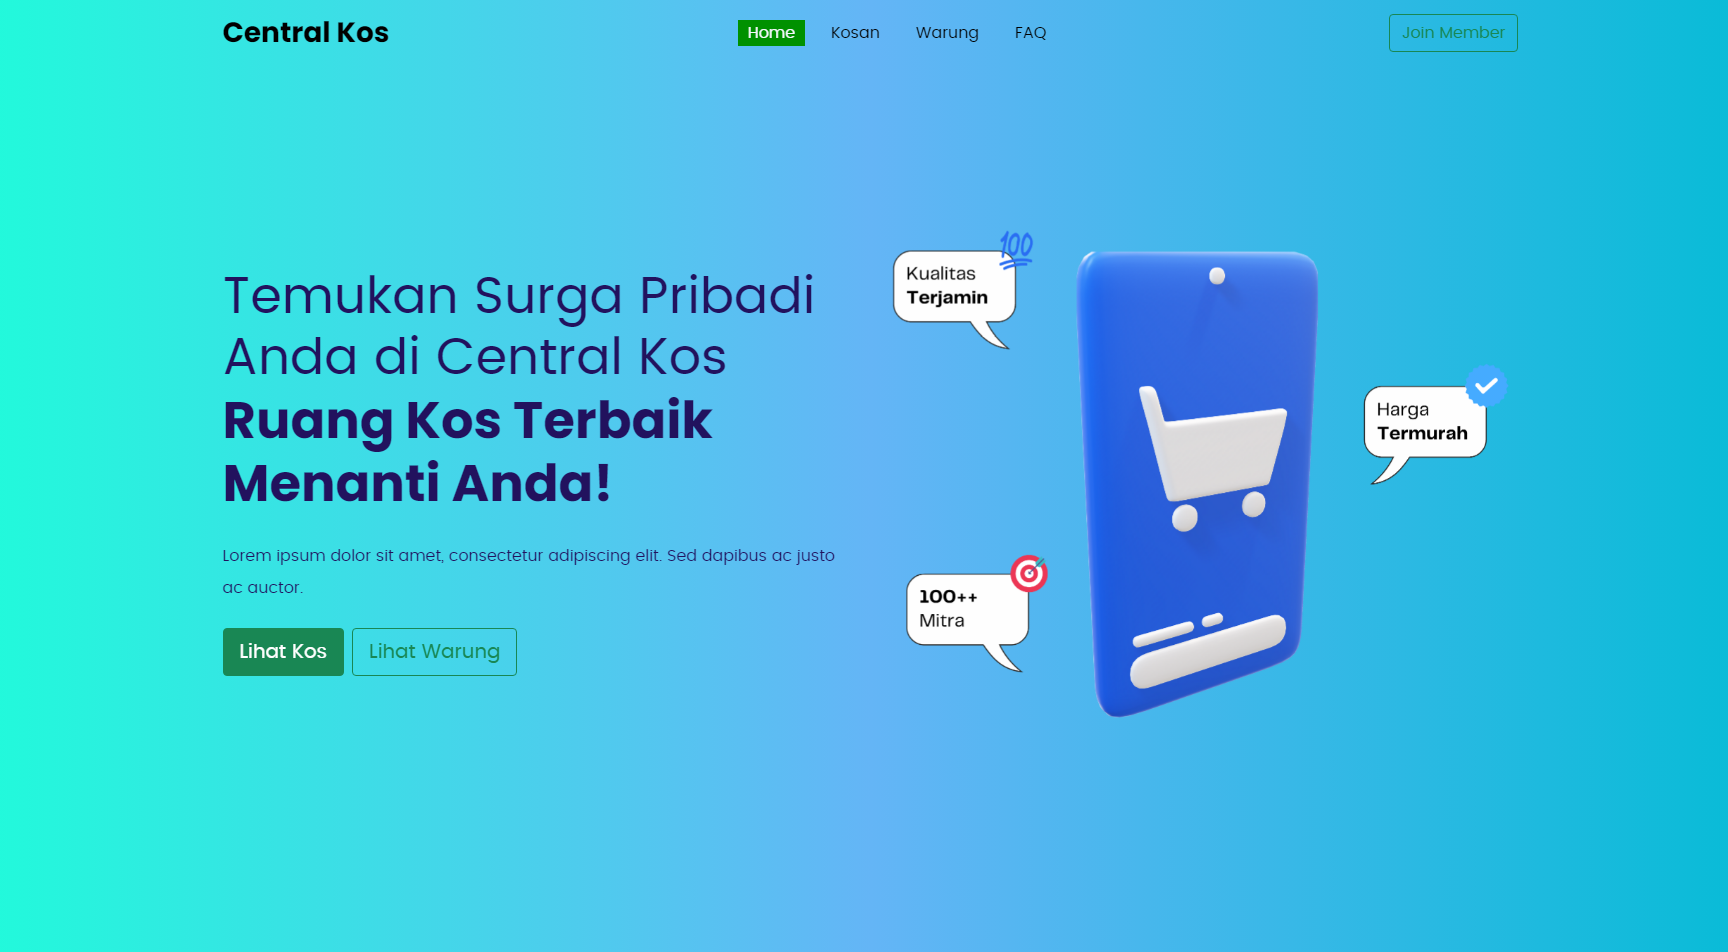 Central Kos
Home
Kosan
Warung
FAQ
Join Member
Temukan Surga Pribadi
Anda di Central Kos
Ruang Kos Terbaik
Menanti Anda!
Lorem ipsum dolor sit amet, consectetur adipiscing elit. Sed dapibus ac justo
ac auctor.
Lihat Kos
Lihat Warung
100
Kualitas
Terjamin
Harga
Termurah
100++
Mitra